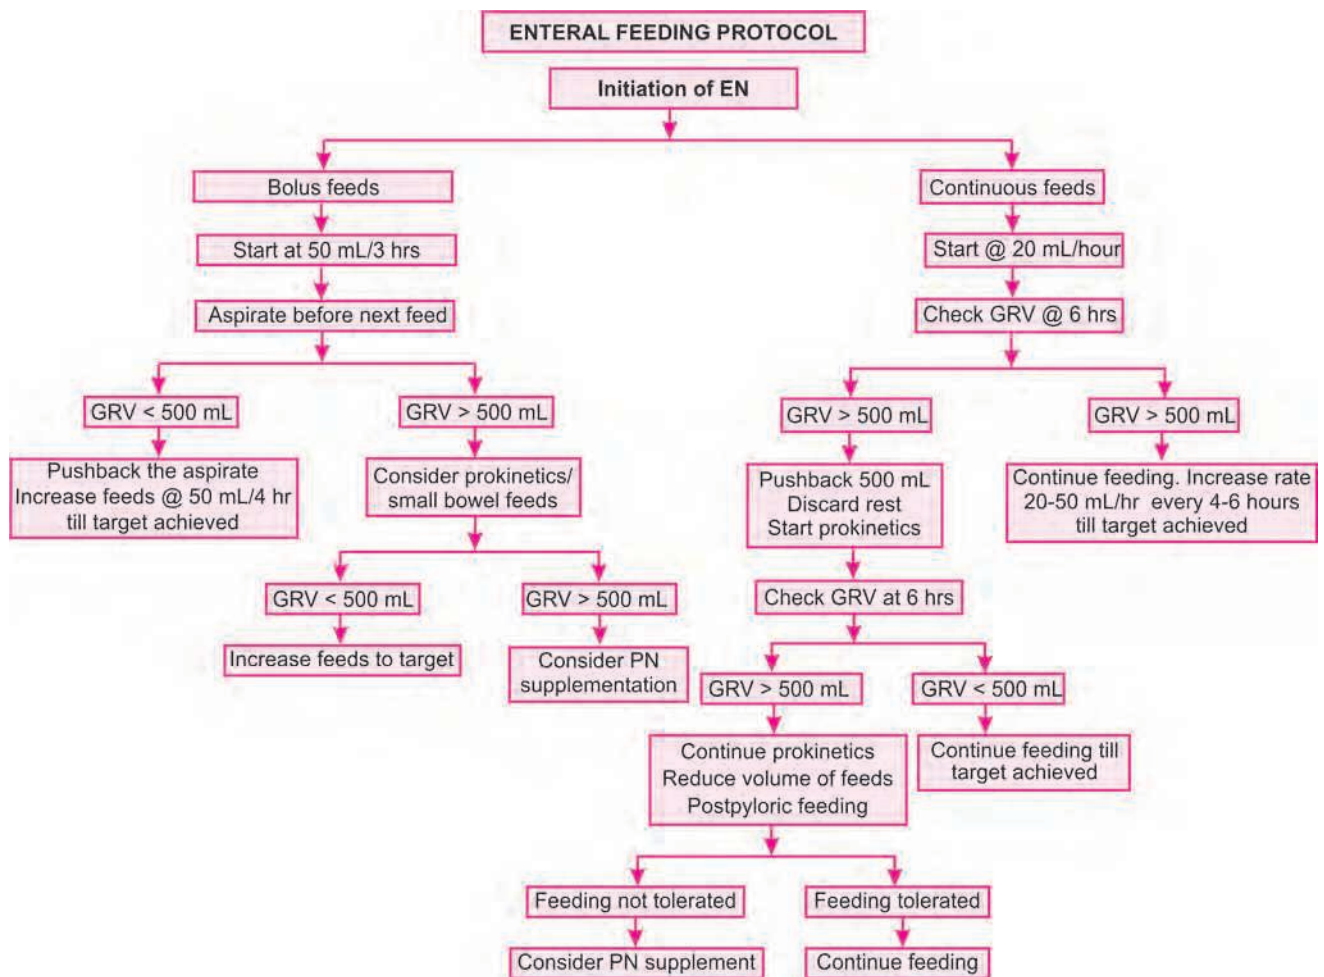 ENTERAL FEEDING PROTOCOL
Initiation of EN
Bolus feeds
Start at 50 mL/3 hrs
Aspirate before next feed
GRV < 500 mL
Pushback the aspirate
Increase feeds @ 50 mL/4 hr
till target achieved
GRV > 500 mL
Consider prokinetics/
small bowel feeds
GRV < 500 mL
Increase feeds to target
GRV > 500 mL
Consider PN
supplementation
Continuous feeds
Start @ 20 mL/hour
Check GRV @ 6 hrs
GRV > 500 mL
Pushback 500 mL
Discard rest
Start prokinetics
Check GRV at 6 hrs
GRV > 500 mL
Continue prokinetics
Reduce volume of feeds
Postpyloric feeding
Feeding not tolerated
Consider PN supplement
Feeding tolerated
Continue feeding
GRV < 500 mL
Continue feeding till
target achieved
GRV > 500 mL
Continue feeding. Increase rate
20-50 mL/hr every 4-6 hours
till target achieved